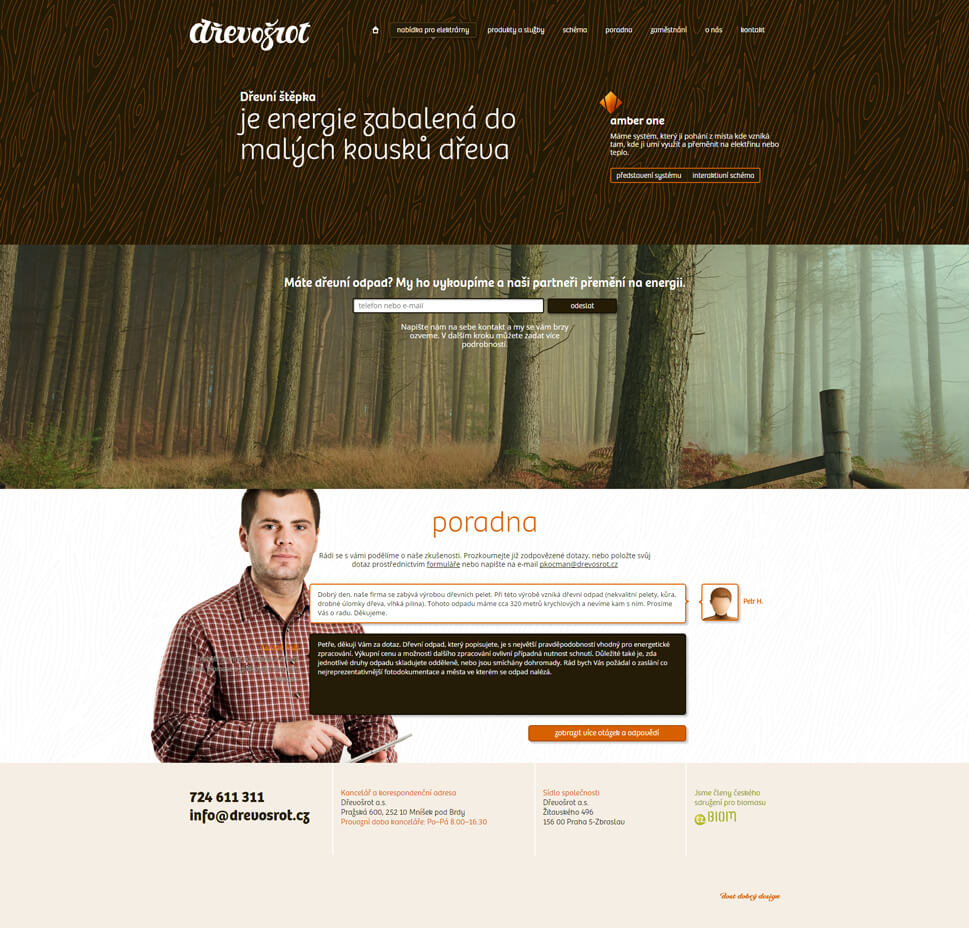 dřevošrot
nabídka pro elektrárny
produkty a služby
schéma
poradna
zaměstnání
o nás
kontakt
Dřevní štěpka
je energie zabalená do
malých kousků dřeva
amber one
Máme systém, který ji pohání z místa kde vzniká
tam, kde ji umí využít a přeměnit na elektřinu nebo
teplo.
představení systému
interaktivní schéma
Máte dřevní odpad? My ho vykoupíme a naši partneři přemění na energii.
telefon nebo e-mail
odeslat
Napište nám na sebe kontakt a my se vám brzy
ozveme. V dalším kroku můžete zadat více
podrobností.
poradna
Rádi se s vámi podělíme o naše zkušenosti. Prozkoumejte již zodpovězené dotazy, nebo položte svůj
dotaz prostřednictvím formuláře nebo napište na e-mail pkocman@drevosrot.cz
Dobrý den, naše firma se zabývá výrobou dřevních pelet. Při této výrobě vzniká dřevní odpad (nekvalitní pelety, kůra,
drobné úlomky dřeva, vlhká pilina). Tohoto odpadu máme cca 320 metrů krychlových a nevíme kam s ním. Prosíme
Vás o radu. Děkujeme.
Petr H.
Petře, děkuji Vám za dotaz. Dřevní odpad, který popisujete, je s největší pravděpodobností vhodný pro energetické
zpracování. Výkupní cenu a možnosti dalšího zpracování ovlivní případná nutnost schnutí. Důležité také je, zda
jednotlivé druhy odpadu skladujete odděleně, nebo jsou smíchány dohromady. Rád bych Vás požádal o zaslání co
nejreprezentativnější fotodokumentace a města ve kterém se odpad nalézá.
zobrazit více otázek a odpovědí
724 611 311
info@drevosrot.cz
Kancelář a korespondenční adresa
Dřevošrot a.s.
Pražská 600, 252 10 Mníšek pod Brdy
Provozní doba kanceláře: Po–Pá 8.00–16.30
Sídlo společnosti
Dřevošrot a.s.
Žitavského 496
156 00 Praha 5-Zbraslav
Jsme členy českého
sdružení pro biomasu
CZ BIOM
dost dobrý design